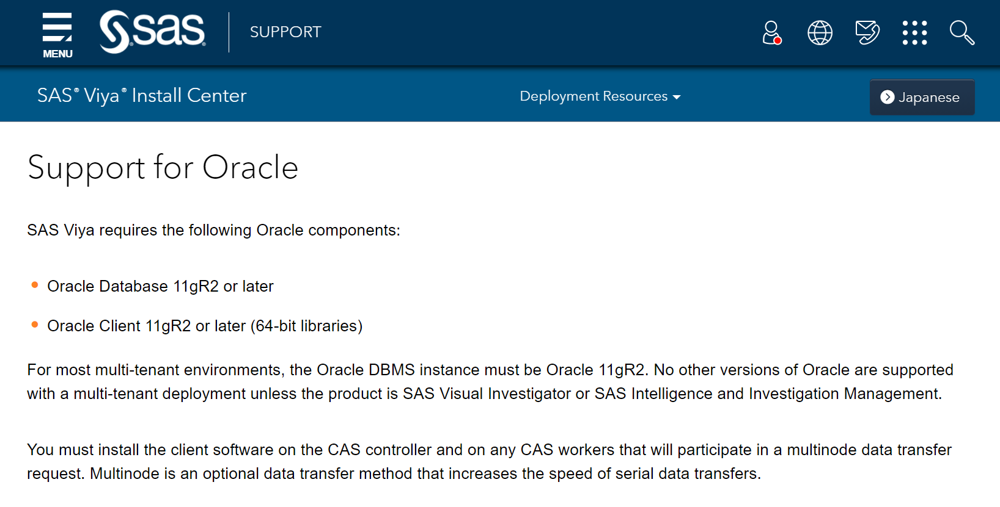 MENU
sas
SUPPORT
SAS® Viya® Install Center
Deployment Resources
Japanese
Support for Oracle
SAS Viya requires the following Oracle components:
Oracle Database 11gR2 or later
Oracle Client 11gR2 or later (64-bit libraries)
For most multi-tenant environments, the Oracle DBMS instance must be Oracle 11gR2. No other versions of Oracle are supported
with a multi-tenant deployment unless the product is SAS Visual Investigator or SAS Intelligence and Investigation Management.
You must install the client software on the CAS controller and on any CAS workers that will participate in a multinode data transfer
request. Multinode is an optional data transfer method that increases the speed of serial data transfers.